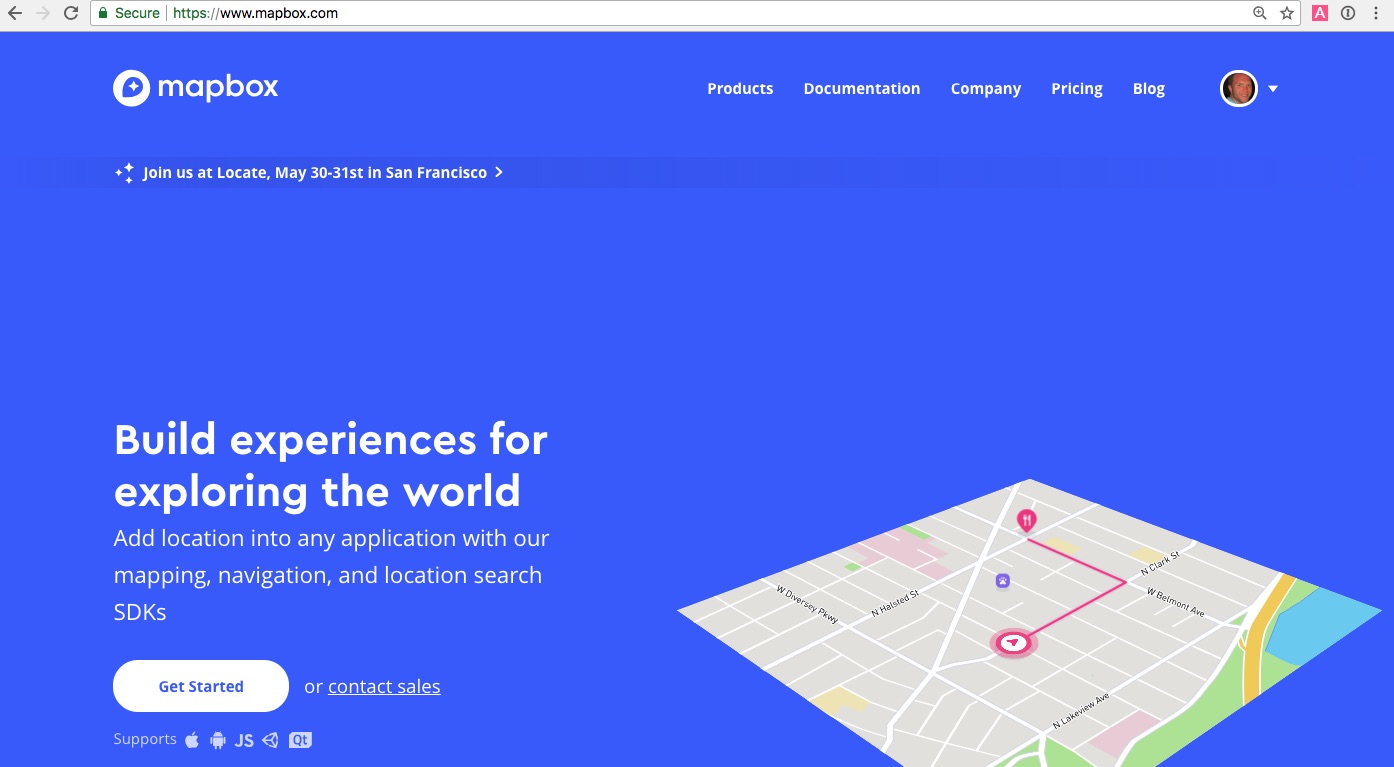 Secure https://www.mapbox.com
A
mapbox
Products Documentation Company Pricing Blog
Join us at Locate, May 30-31st in San Francisco
Build experiences for
exploring the world
Add location into any application with our
mapping, navigation, and location search
SDKs
Get Started or contact sales
Supports JS Qt
N Clark St
W Diversey Pkwy
N Halsted St
W Belmont Ave
N Lakeview Ave